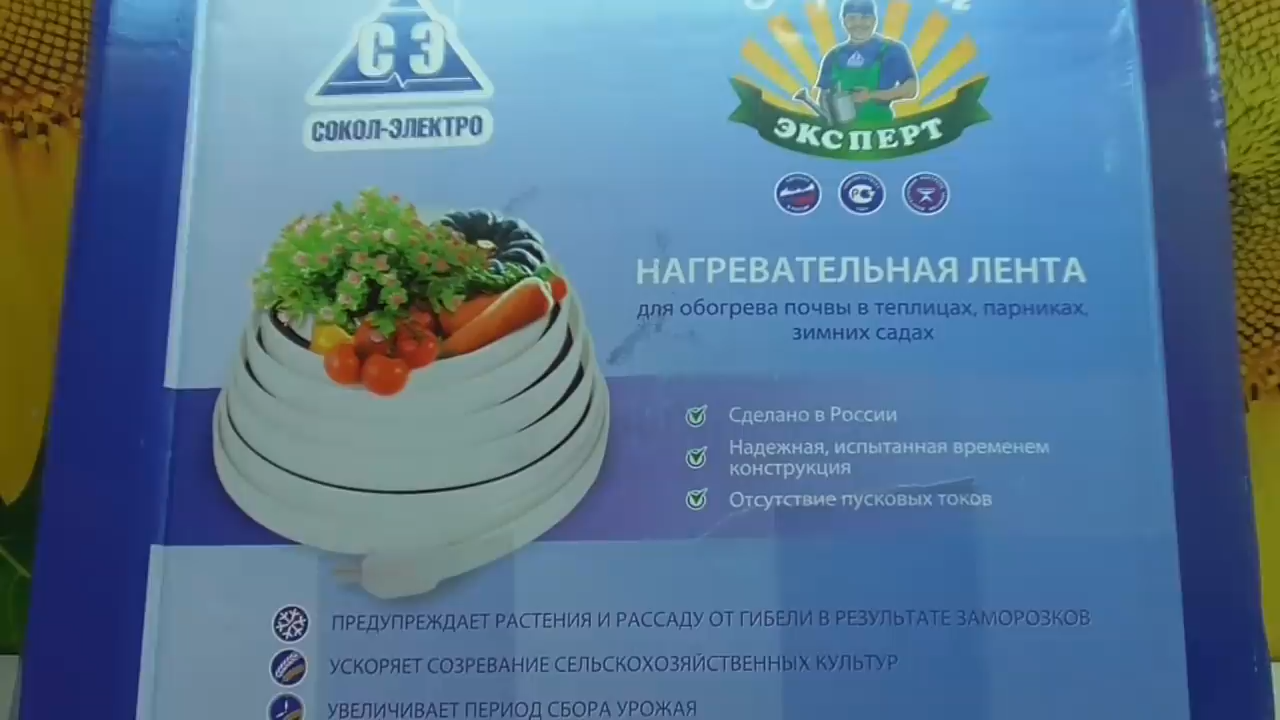 СЭ
СОКОЛ-ЭЛЕКТРО
ЭКСПЕРТ
НАГРЕВАТЕЛЬНАЯ ЛЕНТА
для обогрева почвы в теплицах, парниках,
зимних садах
Сделано в России
Надежная, испытанная временем
конструкция
Отсутствие пусковых токов
ПРЕДУПРЕЖДАЕТ РАСТЕНИЯ И РАССАДУ ОТ ГИБЕЛИ В РЕЗУЛЬТАТЕ ЗАМОРОЗКОВ
УСКОРЯЕТ СОЗРЕВАНИЕ СЕЛЬСКОХОЗЯЙСТВЕННЫХ КУЛЬТУР
УВЕЛИЧИВАЕТ ПЕРИОД СБОРА УРОЖАЯ